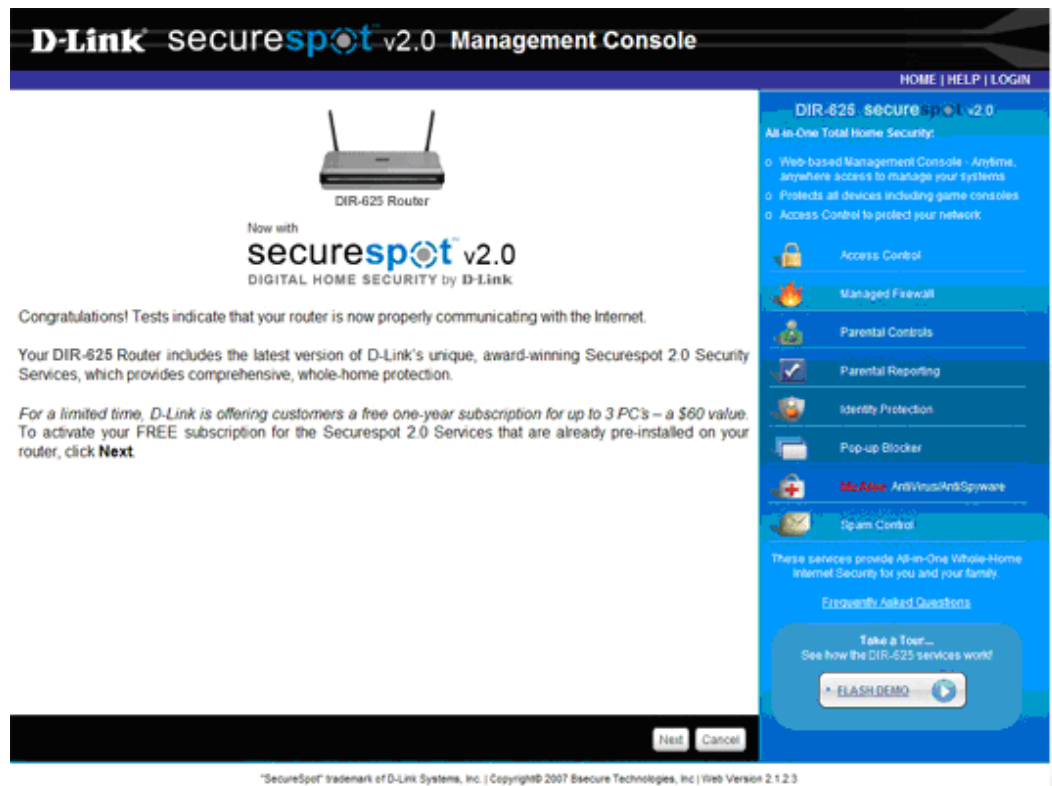 D-Link securespot™ v2.0 Management Console
HOME | HELP | LOGIN
DIR-625 Router
Now with
securespot™ v2.0
DIGITAL HOME SECURITY by D-Link
Congratulations! Tests indicate that your router is now properly communicating with the Internet.
Your DIR-625 Router includes the latest version of D-Link's unique, award-winning Securespot 2.0 Security
Services, which provides comprehensive, whole-home protection.
For a limited time, D-Link is offering customers a free one-year subscription for up to 3 PC's – a $60 value.
To activate your FREE subscription for the Securespot 2.0 Services that are already pre-installed on your
router, click Next.
Next Cancel
DIR-625 securespot v2.0
All-in-One Total Home Security:
o Web-based Management Console - Anytime,
anywhere access to manage your systems
o Protects all devices including game consoles
o Access Control to protect your network
Access Control
Managed Firewall
Parental Controls
Parental Reporting
Identity Protection
Pop-up Blocker
McAfee AntiVirus/AntiSpyware
Spam Control
These services provide All-in-One Whole-Home
Internet Security for you and your family.
Frequently Asked Questions
Take a Tour...
See how the DIR-625 services work!
FLASH DEMO
"SecureSpot" trademark of D-Link Systems, Inc. | Copyright© 2007 Bsecure Technologies, Inc | Web Version 2.1.2.3